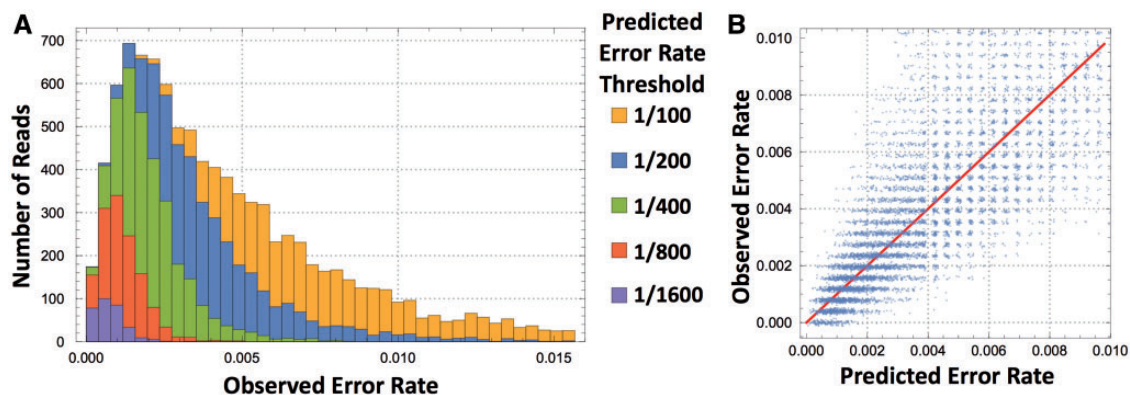 A
Number of Reads
700
600
500
400
300
200
100
0
0.000 0.005 0.010 0.015
Observed Error Rate
Predicted
Error Rate
Threshold
1/100
1/200
1/400
1/800
1/1600
B
Observed Error Rate
0.010
0.008
0.006
0.004
0.002
0.000
0.000 0.002 0.004 0.006 0.008 0.010
Predicted Error Rate